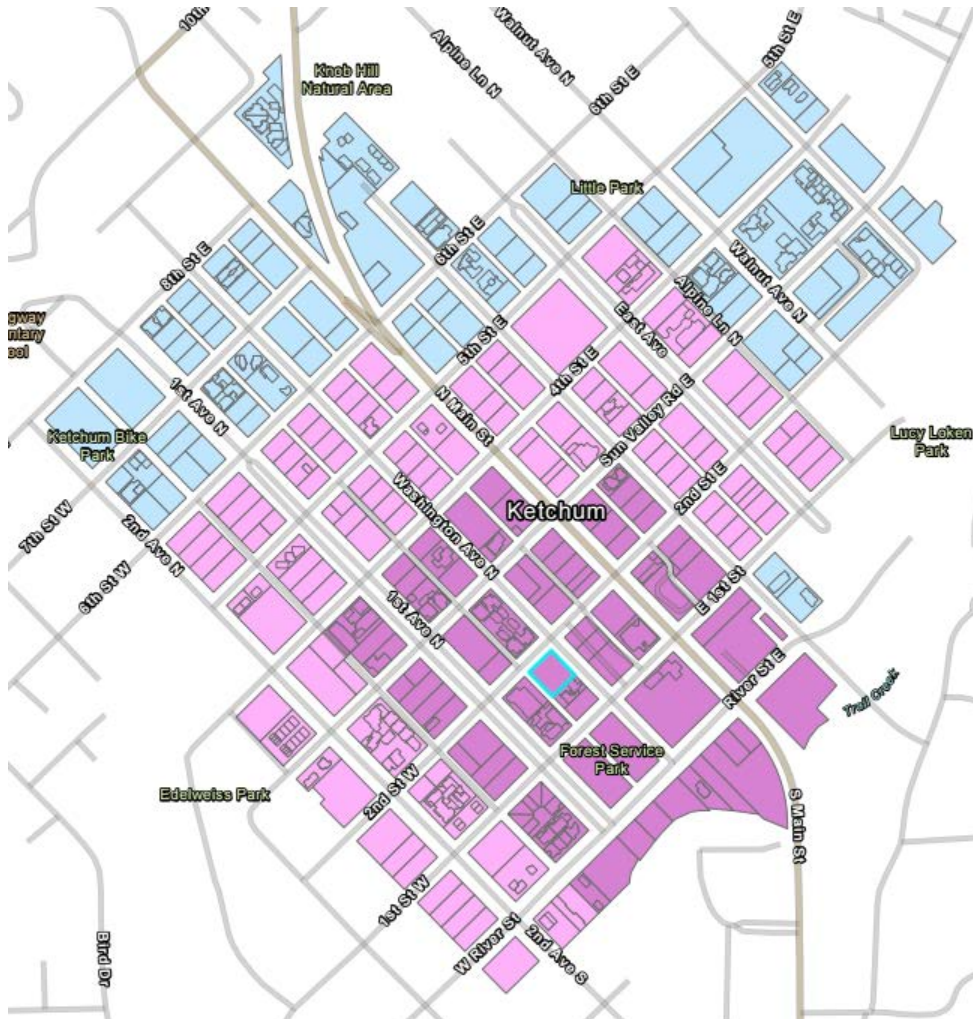 10th
Walnut Ave N
5th St E
Alpine Ln N
Knob Hill
Natural Area
6th St E
Little Park
6th St E
8th St E
Walnut Ave N
Alpine Ln N
East Ave
5th St E
gway
ntary
ool
4th St E
1st Ave N
N Main St
Sun Valley Rd E
Ketchum Bike
Park
Lucy Loken
Park
2nd St E
Washington Ave N
Ketchum
7th St W
2nd Ave N
6th St W
E 1st St
1st Ave N
River St E
Trail Creek
Forest Service
Park
Edelweiss Park
2nd St W
S Main St
1st St W
W River St
2nd Ave S
Bird Dr